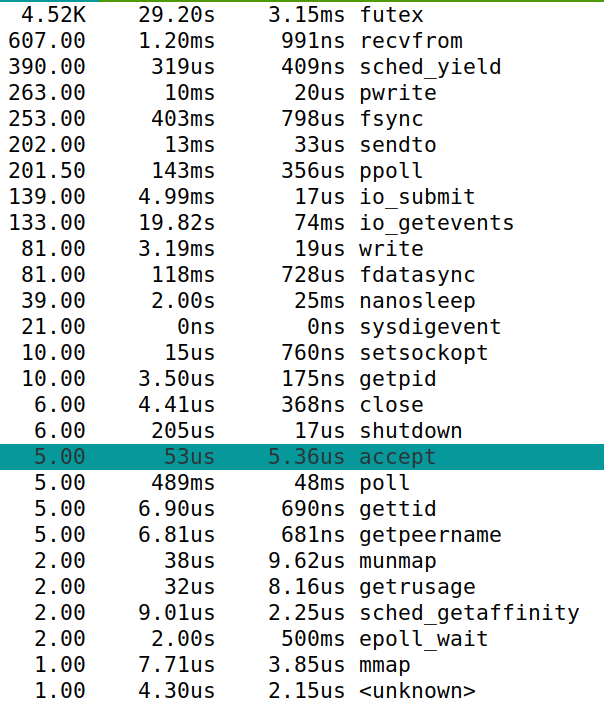 4.52K 29.20s 3.15ms futex
607.00 1.20ms 991ns recvfrom
390.00 319us 409ns sched_yield
263.00 10ms 20us pwrite
253.00 403ms 798us fsync
202.00 13ms 33us sendto
201.50 143ms 356us ppoll
139.00 4.99ms 17us io_submit
133.00 19.82s 74ms io_getevents
81.00 3.19ms 19us write
81.00 118ms 728us fdatasync
39.00 2.00s 25ms nanosleep
21.00 0ns 0ns sysdigevent
10.00 15us 760ns setsockopt
10.00 3.50us 175ns getpid
6.00 4.41us 368ns close
6.00 205us 17us shutdown
5.00 53us 5.36us accept
5.00 489ms 48ms poll
5.00 6.90us 690ns gettid
5.00 6.81us 681ns getpeername
2.00 38us 9.62us munmap
2.00 32us 8.16us getrusage
2.00 9.01us 2.25us sched_getaffinity
2.00 2.00s 500ms epoll_wait
1.00 7.71us 3.85us mmap
1.00 4.30us 2.15us <unknown>